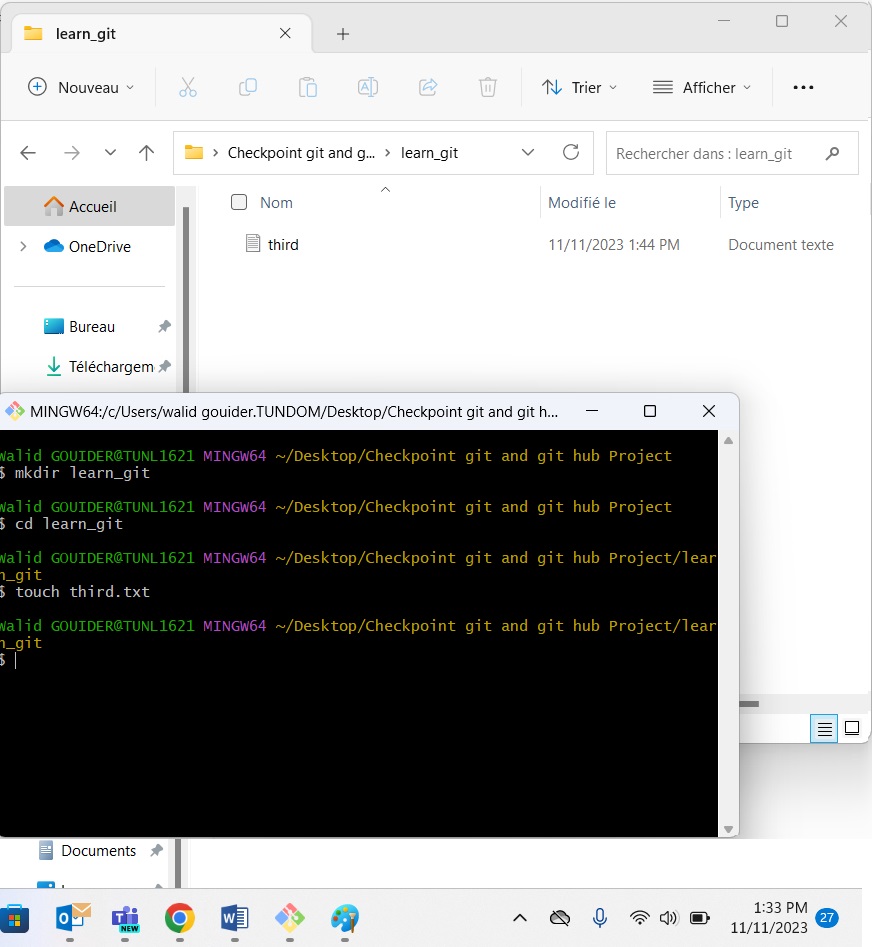 learn_git
Nouveau
Trier
Afficher
Checkpoint git and g... learn_git
Rechercher dans : learn_git
Accueil
OneDrive
Bureau
Téléchargem
Nom Modifié le Type
third 11/11/2023 1:44 PM Document texte
MINGW64:/c/Users/walid gouider.TUNDOM/Desktop/Checkpoint git and git h...
Walid GOUIDER@TUNL1621 MINGW64 ~/Desktop/Checkpoint git and git hub Project
$ mkdir learn_git
Walid GOUIDER@TUNL1621 MINGW64 ~/Desktop/Checkpoint git and git hub Project
$ cd learn_git
Walid GOUIDER@TUNL1621 MINGW64 ~/Desktop/Checkpoint git and git hub Project/lear
n_git
$ touch third.txt
Walid GOUIDER@TUNL1621 MINGW64 ~/Desktop/Checkpoint git and git hub Project/lear
n_git
$
Documents
NEW
1:33 PM
11/11/2023
27